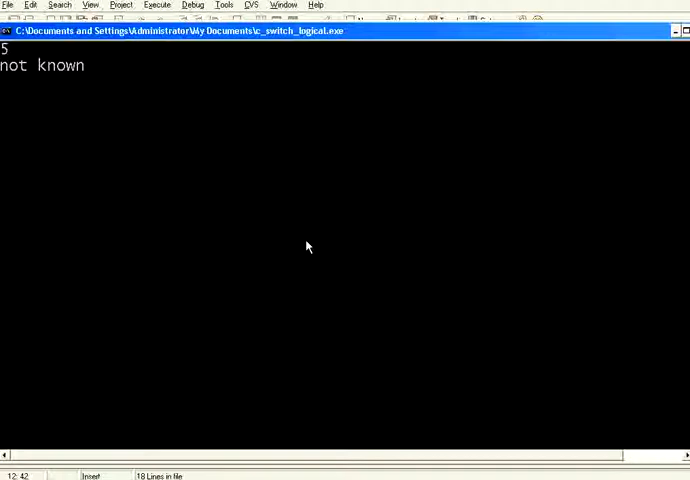 File Edit Search View Project Execute Debug Tools CVS Window Help
C:\Documents and Settings\Administrator\My Documents\c_switch_logical.exe
5
not known
12: 42 Insert 18 Lines in file